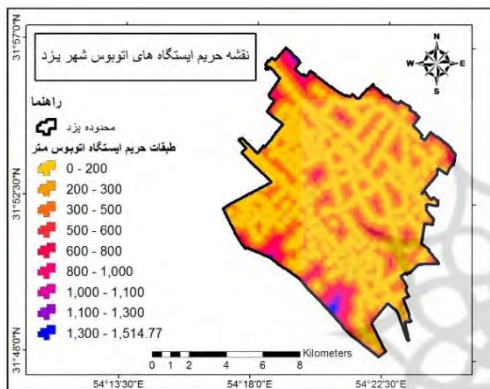 نقشه حریم ایستگاه های اتوبوس شهر یزد
N
W E
S
راهنما
محدوده یزد
طبقات حریم ایستگاه اتوبوس متر
0 - 200
200 - 300
300 - 500
500 - 600
600 - 800
800 - 1,000
1,000 - 1,100
1,100 - 1,300
1,300 - 1,514.77
Kilometers
0 1 2 4 6 8
31°57'0"N
31°52'30"N
31°48'0"N
54°13'30"E 54°18'0"E 54°22'30"E